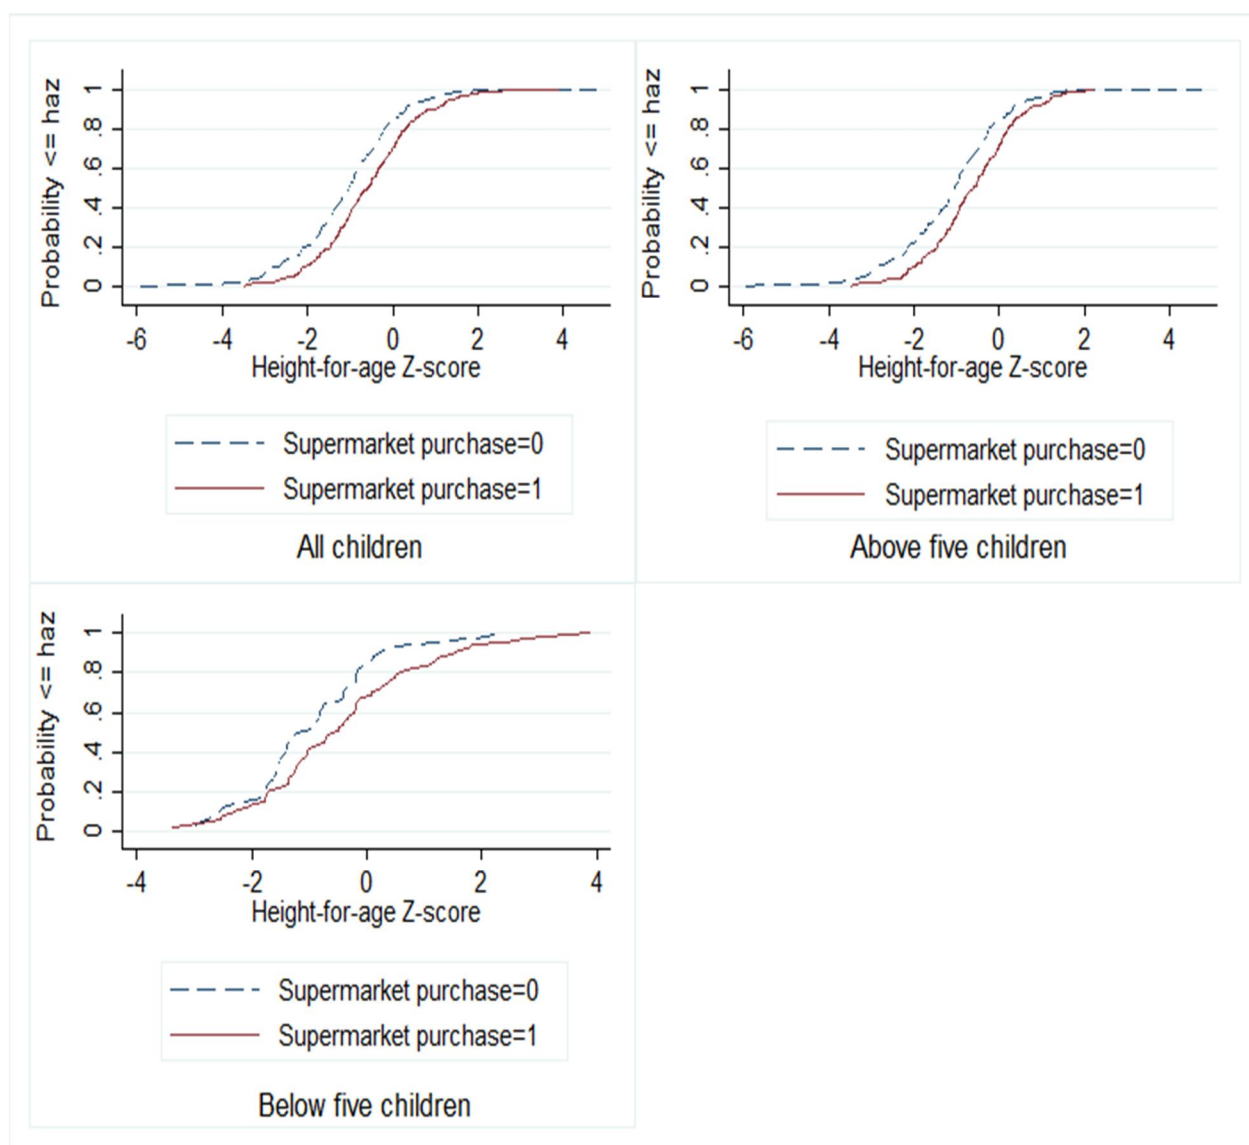 Probability <= haz
1
.8
.6
.4
.2
0
-6 -4 -2 0 2 4
Height-for-age Z-score
Supermarket purchase=0
Supermarket purchase=1
All children
Probability <= haz
1
.8
.6
.4
.2
0
-6 -4 -2 0 2 4
Height-for-age Z-score
Supermarket purchase=0
Supermarket purchase=1
Above five children
Probability <= haz
1
.8
.6
.4
.2
0
-4 -2 0 2 4
Height-for-age Z-score
Supermarket purchase=0
Supermarket purchase=1
Below five children